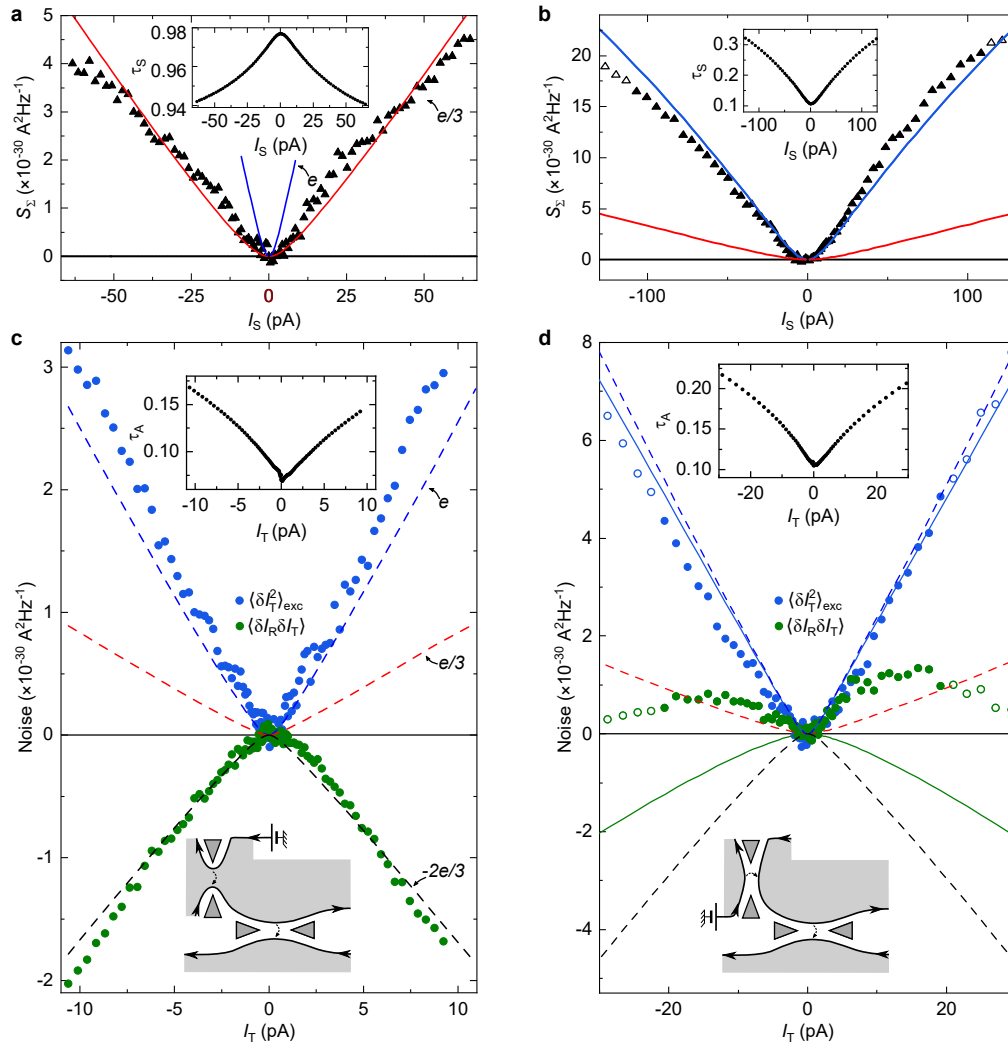 a
S_Σ (×10⁻³⁰ A²Hz⁻¹)
5
4
3
2
1
0
-50
-25
0
25
50
I_S (pA)
0.98
0.96
0.94
τ_S
-50
-25
0
25
50
I_S (pA)
e
e/3
b
S_Σ (×10⁻³⁰ A²Hz⁻¹)
20
15
10
5
0
-100
0
100
I_S (pA)
0.3
0.2
0.1
τ_S
-100
0
100
I_S (pA)
c
Noise (×10⁻³⁰ A²Hz⁻¹)
3
2
1
0
-1
-2
-10
-5
0
5
10
I_T (pA)
0.15
0.10
τ_A
-10
-5
0
5
10
I_T (pA)
e
⟨δI_T²⟩_exc
⟨δI_RδI_T⟩
e/3
-2e/3
d
Noise (×10⁻³⁰ A²Hz⁻¹)
8
6
4
2
0
-2
-4
-20
0
20
I_T (pA)
0.20
0.15
0.10
τ_A
-20
0
20
I_T (pA)
⟨δI_T²⟩_exc
⟨δI_RδI_T⟩